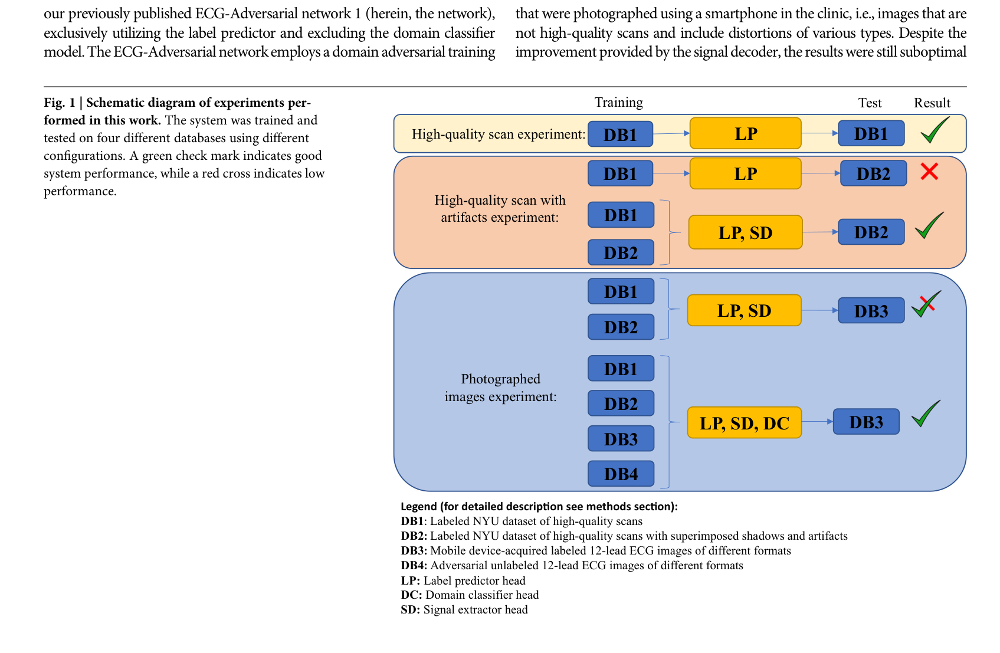 our previously published ECG-Adversarial network 1 (herein, the network),
exclusively utilizing the label predictor and excluding the domain classifier
model. The ECG-Adversarial network employs a domain adversarial training
that were photographed using a smartphone in the clinic, i.e., images that are
not high-quality scans and include distortions of various types. Despite the
improvement provided by the signal decoder, the results were still suboptimal
Fig. 1 | Schematic diagram of experiments per-
formed in this work. The system was trained and
tested on four different databases using different
configurations. A green check mark indicates good
system performance, while a red cross indicates low
performance.
Training Test Result
High-quality scan experiment: DB1 LP DB1
DB1 LP DB2
High-quality scan with
artifacts experiment:
DB1
DB2
LP, SD
DB2
DB1
DB2
LP, SD
DB3
Photographed
images experiment:
DB1
DB2
DB3
DB4
LP, SD, DC
DB3
Legend (for detailed description see methods section):
DB1: Labeled NYU dataset of high-quality scans
DB2: Labeled NYU dataset of high-quality scans with superimposed shadows and artifacts
DB3: Mobile device-acquired labeled 12-lead ECG images of different formats
DB4: Adversarial unlabeled 12-lead ECG images of different formats
LP: Label predictor head
DC: Domain classifier head
SD: Signal extractor head